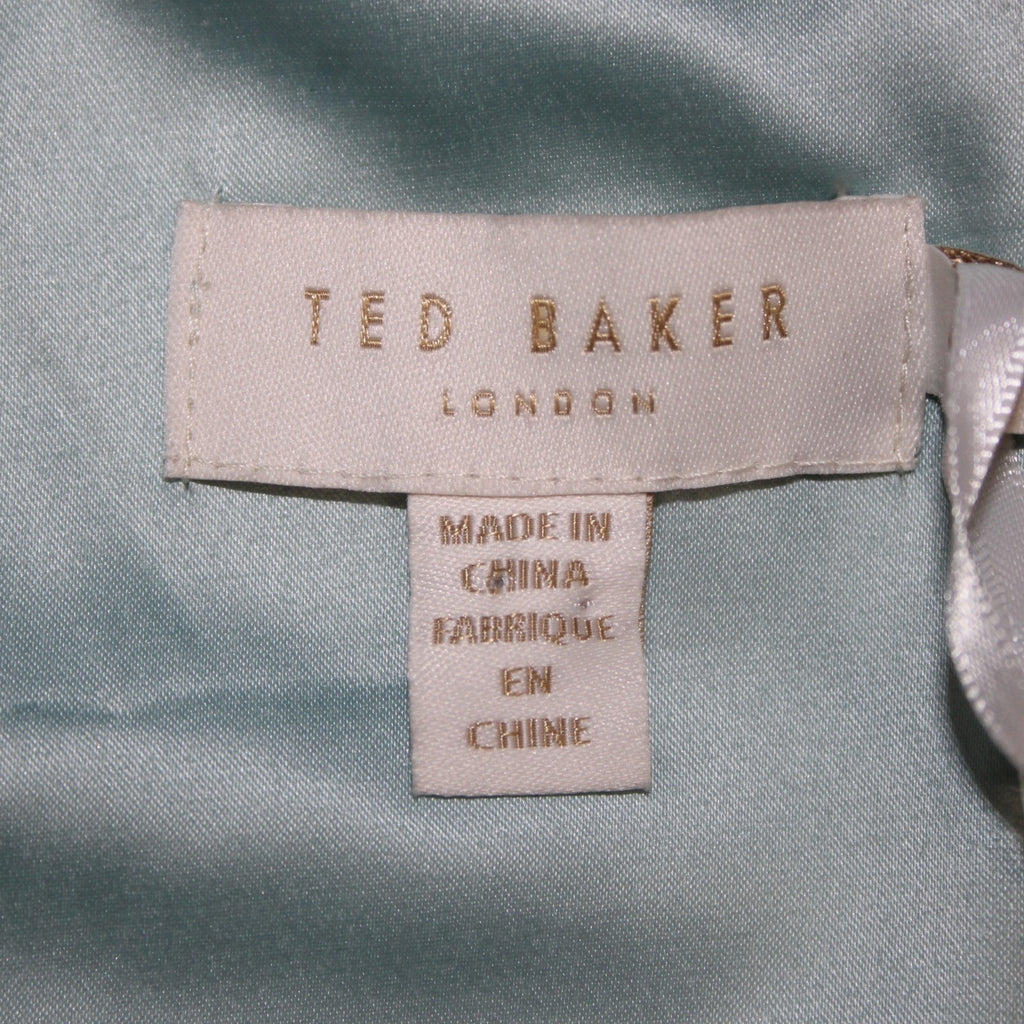 TED BAKER
LONDON
MADE IN
CHINA
FABRIQUE
EN
CHINE